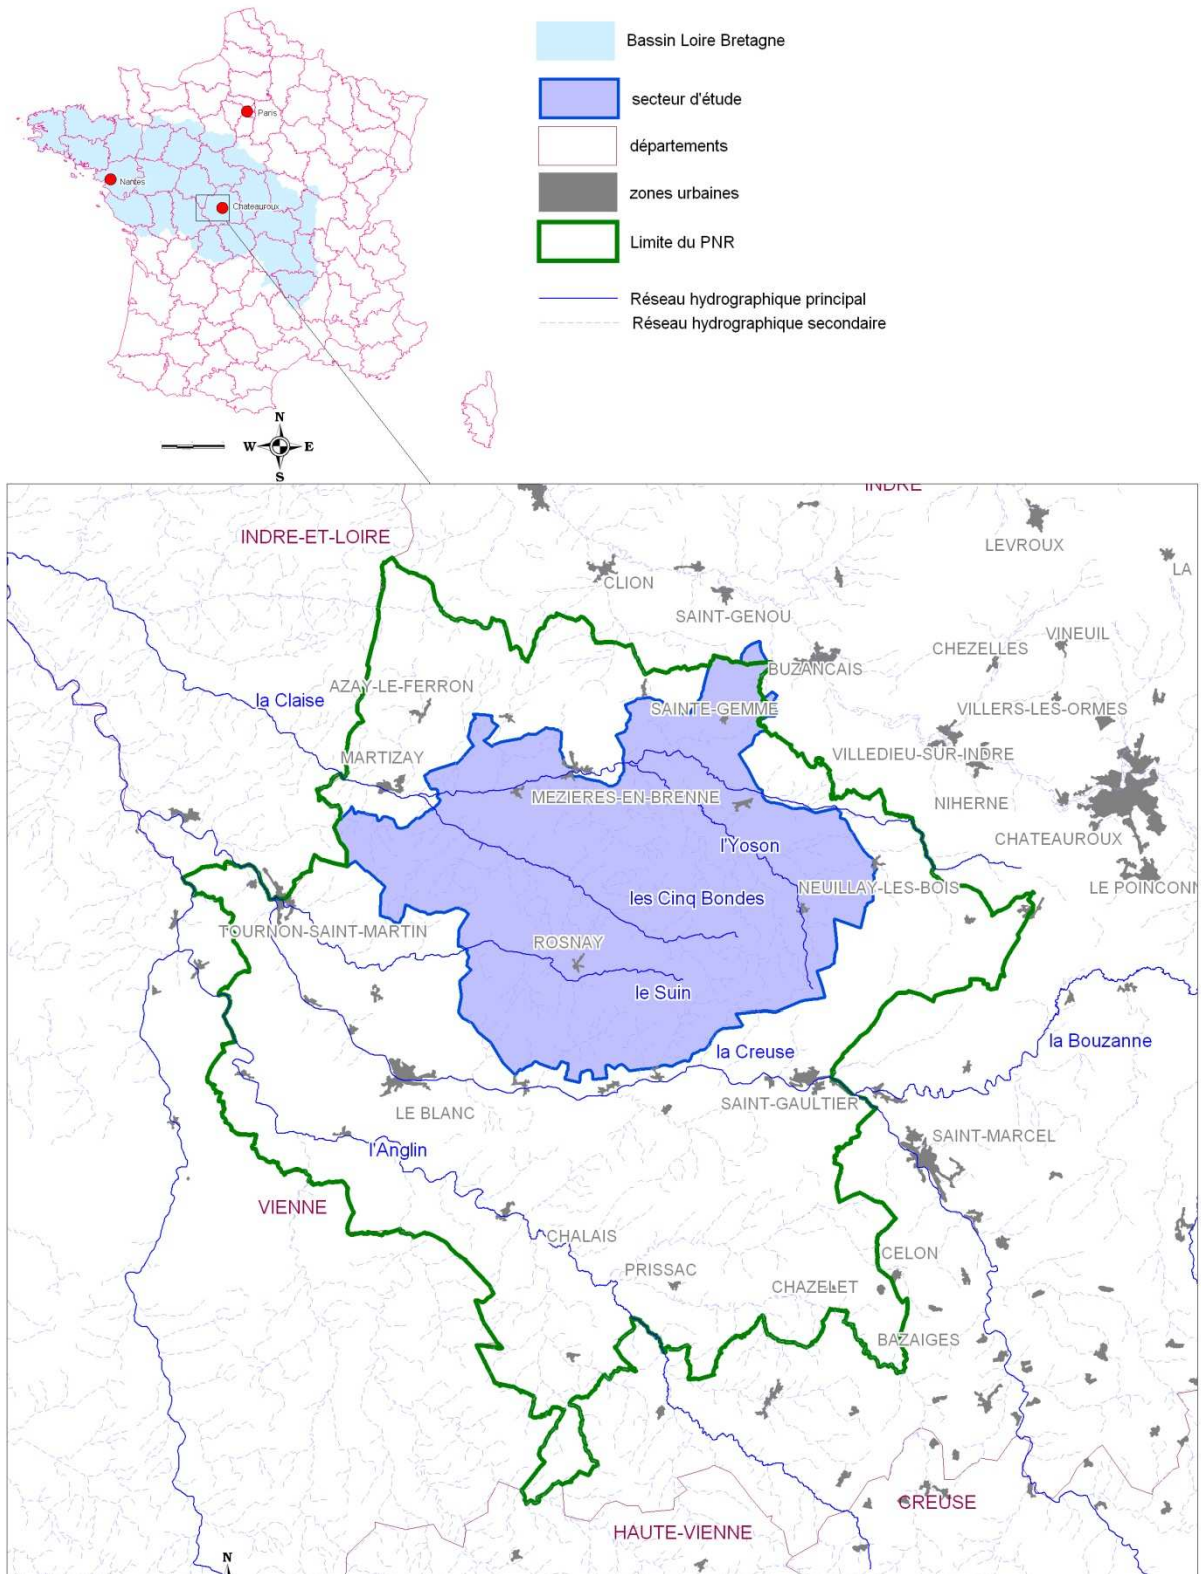 Bassin Loire Bretagne
secteur d'étude
départements
zones urbaines
Limite du PNR
Réseau hydrographique principal
Réseau hydrographique secondaire
Paris
Nantes
Chateauroux
N
W E
S
INDRE
INDRE-ET-LOIRE
LEVROUX
CLION
LA
SAINT-GENOU
VINEUIL
CHEZELLES
BUZANCAIS
AZAY-LE-FERRON
la Claise
SAINTE-GEMME
VILLERS-LES-ORMES
MARTIZAY
VILLEDIEU-SUR-INDRE
MEZIERES-EN-BRENNE
NIHERNE
l'Yoson
CHATEAUROUX
NEUILLAY-LES-BOIS
LE POINCONN
les Cinq Bondes
TOURNON-SAINT-MARTIN
ROSNAY
le Suin
la Creuse
la Bouzanne
LE BLANC
SAINT-GAULTIER
SAINT-MARCEL
l'Anglin
VIENNE
CHALAIS
CELON
PRISSAC
CHAZELET
BAZAIGES
CREUSE
HAUTE-VIENNE
N